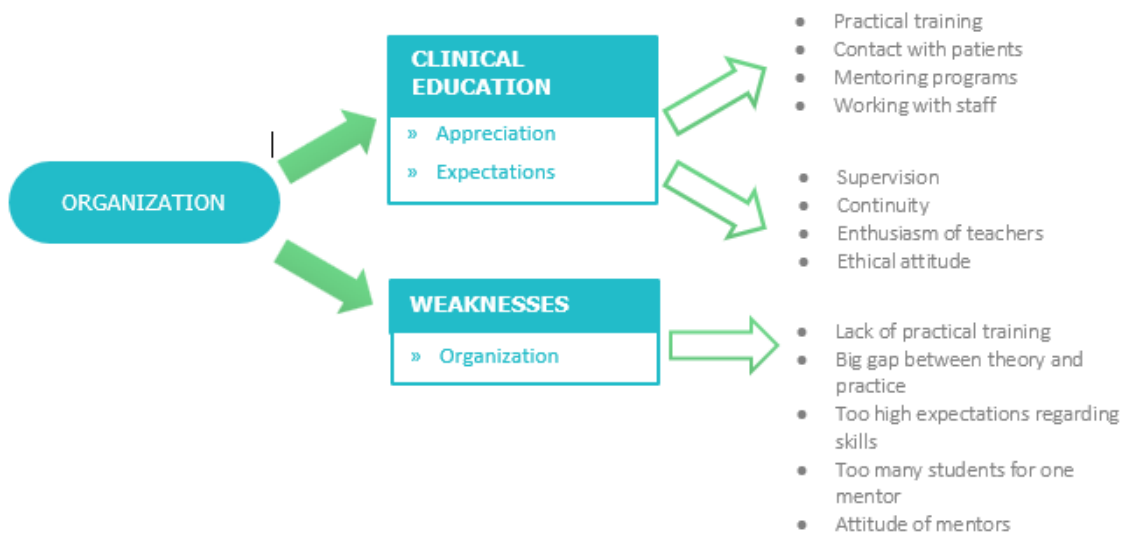 ORGANIZATION
CLINICAL
EDUCATION
» Appreciation
» Expectations
● Practical training
● Contact with patients
● Mentoring programs
● Working with staff
● Supervision
● Continuity
● Enthusiasm of teachers
● Ethical attitude
WEAKNESSES
» Organization
● Lack of practical training
● Big gap between theory and
practice
● Too high expectations regarding
skills
● Too many students for one
mentor
● Attitude of mentors